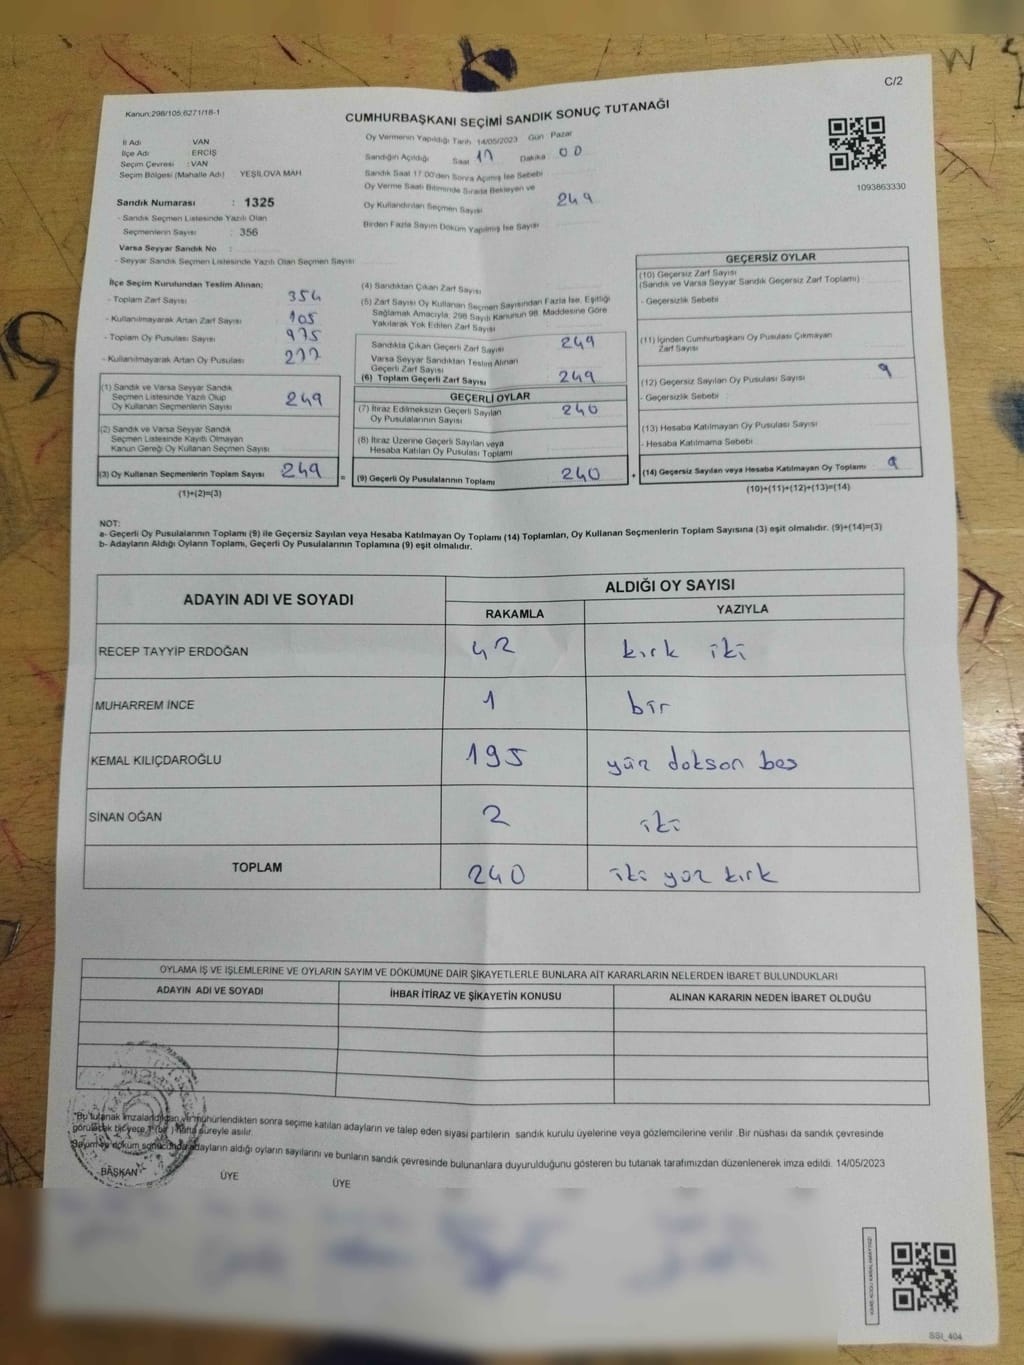 C/2
Kanun:298/105;6271/18-1
CUMHURBAŞKANI SEÇİMİ SANDIK SONUÇ TUTANAĞI
İl Adı VAN
İlçe Adı ERCİŞ
Seçim Çevresi : VAN
Seçim Bölgesi (Mahalle Adı) YEŞİLOVA MAH
Sandık Numarası : 1325
- Sandık Seçmen Listesinde Yazılı Olan
Seçmenlerin Sayısı : 356
Varsa Seyyar Sandık No :
- Seyyar Sandık Seçmen Listesinde Yazılı Olan Seçmen Sayısı :
Oy Vermenin Yapıldığı Tarih 14/05/2023 Gün Pazar
Sandığın Açıldığı Saat 17 Dakika 00
Sandık Saat 17.00'den Sonra Açılmış İse Sebebi
Oy Verme Saati Bitiminde Sırada Bekleyen ve
Oy Kullandırılan Seçmen Sayısı 249
Birden Fazla Sayım Döküm Yapılmış İse Sayısı
1093863330
İlçe Seçim Kurulundan Teslim Alınan;
- Toplam Zarf Sayısı 354
- Kullanılmayarak Artan Zarf Sayısı 105
- Toplam Oy Pusulası Sayısı
- Kullanılmayarak Artan Oy Pusulası
(1) Sandık ve Varsa Seyyar Sandık
Seçmen Listesinde Yazılı Olup
Oy Kullanan Seçmenlerin Sayısı 249
(2) Sandık ve Varsa Seyyar Sandık
Seçmen Listesinde Kayıtlı Olmayan
Kanun Gereği Oy Kullanan Seçmen Sayısı
(3) Oy Kullanan Seçmenlerin Toplam Sayısı 249
(1)+(2)=(3)
(4) Sandıktan Çıkan Zarf Sayısı
(5) Zarf Sayısı Oy Kullanan Seçmen Sayısından Fazla İse, Eşitliği
Sağlamak Amacıyla; 298 Sayılı Kanunun 98. Maddesine Göre
Yakılarak Yok Edilen Zarf Sayısı
Sandıkta Çıkan Geçerli Zarf Sayısı 249
Varsa Seyyar Sandıktan Teslim Alınan
Geçerli Zarf Sayısı
(6) Toplam Geçerli Zarf Sayısı 249
GEÇERLİ OYLAR
(7) İtiraz Edilmeksizin Geçerli Sayılan
Oy Pusulalarının Sayısı 240
(8) İtiraz Üzerine Geçerli Sayılan veya
Hesaba Katılan Oy Pusulası Toplamı
= (9) Geçerli Oy Pusulalarının Toplamı 240 +
GEÇERSİZ OYLAR
(10) Geçersiz Zarf Sayısı
(Sandık ve Varsa Seyyar Sandık Geçersiz Zarf Toplamı)
- Geçersizlik Sebebi
(11) İçinden Cumhurbaşkanı Oy Pusulası Çıkmayan
Zarf Sayısı
(12) Geçersiz Sayılan Oy Pusulası Sayısı 9
- Geçersizlik Sebebi :
(13) Hesaba Katılmayan Oy Pusulası Sayısı
- Hesaba Katılmama Sebebi
(14) Geçersiz Sayılan veya Hesaba Katılmayan Oy Toplamı 9
(10)+(11)+(12)+(13)=(14)
NOT:
a- Geçerli Oy Pusulalarının Toplamı (9) ile Geçersiz Sayılan veya Hesaba Katılmayan Oy Toplamı (14) Toplamları, Oy Kullanan Seçmenlerin Toplam Sayısına (3) eşit olmalıdır. (9)+(14)=(3)
b- Adayların Aldığı Oyların Toplamı, Geçerli Oy Pusulalarının Toplamına (9) eşit olmalıdır.
ADAYIN ADI VE SOYADI ALDIĞI OY SAYISI
RAKAMLA YAZIYLA
RECEP TAYYİP ERDOĞAN 42 kırk iki
MUHARREM İNCE 1 bir
KEMAL KILIÇDAROĞLU 195 yüz dokson beş
SİNAN OĞAN 2 iki
TOPLAM 240 iki yüz kırk
OYLAMA İŞ VE İŞLEMLERİNE VE OYLARIN SAYIM VE DÖKÜMÜNE DAİR ŞİKAYETLERLE BUNLARA AİT KARARLARIN NELERDEN İBARET BULUNDUKLARI
ADAYIN ADI VE SOYADI İHBAR İTİRAZ VE ŞİKAYETİN KONUSU ALINAN KARARIN NEDEN İBARET OLDUĞU
"Bu tutanak imzalandıktan ve mühürlendikten sonra seçime katılan adayların ve talep eden siyasi partilerin sandık kurulu üyelerine veya gözlemcilerine verilir .Bir nüshası da sandık çevresinde
görülecek bir yere 1 (bir ) hafta süreyle asılır.
Sayım ve döküm sonucunda adayların aldığı oyların sayılarını ve bunların sandık çevresinde bulunanlara duyurulduğunu gösteren bu tutanak tarafımızdan düzenlenerek imza edildi. 14/05/2023
BAŞKAN ÜYE ÜYE
SSI_404